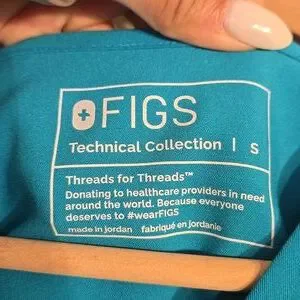 FIGS
Technical Collection | S
Threads for Threads™
Donating to healthcare providers in need
around the world. Because everyone
deserves to #wearFIGS
made in jordan fabriqué en jordanie